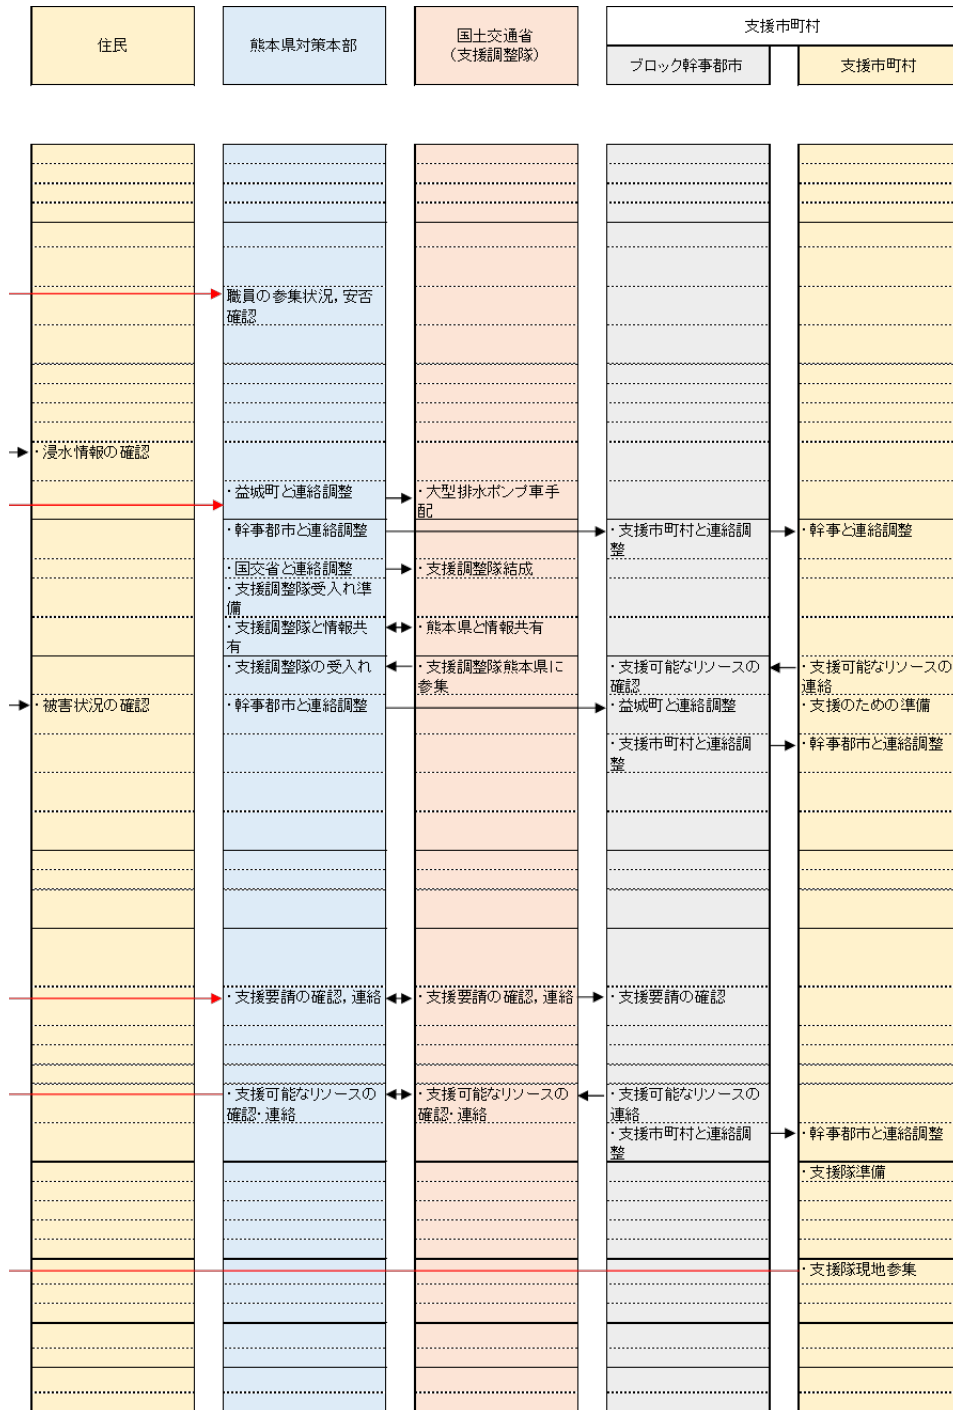 住民
熊本県対策本部
国土交通省
(支援調整隊)
支援市町村
ブロック幹事都市
支援市町村
職員の参集状況，安否
確認
・浸水情報の確認
・益城町と連絡調整
・大型排水ポンプ車手
配
・幹事都市と連絡調整
・支援市町村と連絡調
整
・幹事と連絡調整
・国交省と連絡調整
・支援調整隊結成
・支援調整隊受入れ準
備
・支援調整隊と情報共
有
・熊本県と情報共有
・支援調整隊の受入れ
・支援調整隊熊本県に
参集
・支援可能なリソースの
確認
・支援可能なリソースの
連絡
・被害状況の確認
・幹事都市と連絡調整
・益城町と連絡調整
・支援のための準備
・支援市町村と連絡調
整
・幹事都市と連絡調整
・支援要請の確認，連絡
・支援要請の確認，連絡
・支援要請の確認
・支援可能なリソースの
確認・連絡
・支援可能なリソースの
確認・連絡
・支援可能なリソースの
連絡
・支援市町村と連絡調
整
・幹事都市と連絡調整
・支援隊準備
・支援隊現地参集